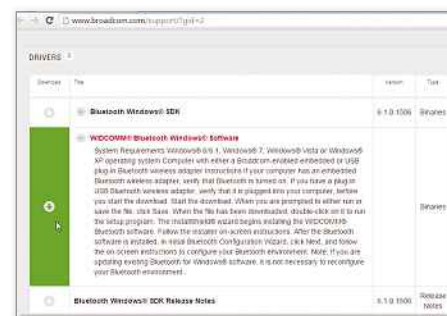 www.broadcom.com/support/?gid=2
DRIVERS
Download Title Version Type
Bluetooth Windows® SDK 6.1.0.1506 Binaries
WIDCOMM® Bluetooth Windows® Software
System Requirements Windows® 8/8.1, Windows® 7, Windows® Vista or Windows®
XP operating system Computer with either a Broadcom-enabled embedded or USB
plug-in Bluetooth wireless adapter Instructions If your computer has an embedded
Bluetooth wireless adapter, verify that Bluetooth is turned on. If you have a plug-in
USB Bluetooth wireless adapter, verify that it is plugged into your computer, before
you start the download. Start the download. When you are prompted to either run or
save the file, click Save. When the file has been downloaded, double-click on it to run
the setup program. The InstallShield® wizard begins installing the WIDCOMM®
Binaries
Bluetooth software. Follow the installer on-screen instructions. After the Bluetooth
software is installed, in Initial Bluetooth Configuration Wizard, click Next, and follow
the on-screen instructions to configure your Bluetooth environment. Note: If you are
updating existing Bluetooth for Windows® software, it is not necessary to reconfigure
your Bluetooth environment.
Bluetooth Windows® SDK Release Notes 6.1.0.1506 Release
Notes